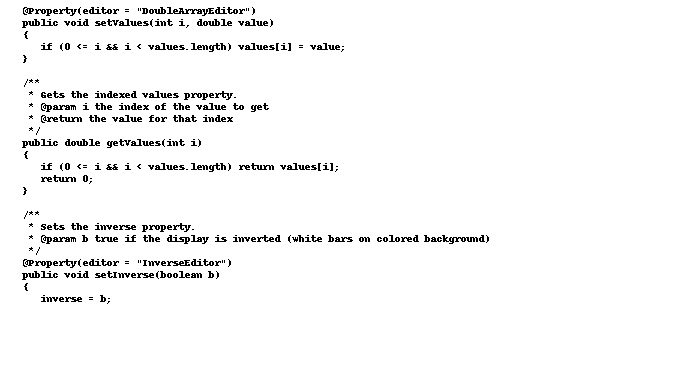 @Property(editor = "DoubleArrayEditor")
public void setValues(int i, double value)
{
if (0 <= i && i < values.length) values[i] = value;
}
/**
* Gets the indexed values property.
* @param i the index of the value to get
* @return the value for that index
*/
public double getValues(int i)
{
if (0 <= i && i < values.length) return values[i];
return 0;
}
/**
* Sets the inverse property.
* @param b true if the display is inverted (white bars on colored background)
*/
@Property(editor = "InverseEditor")
public void setInverse(boolean b)
{
inverse = b;